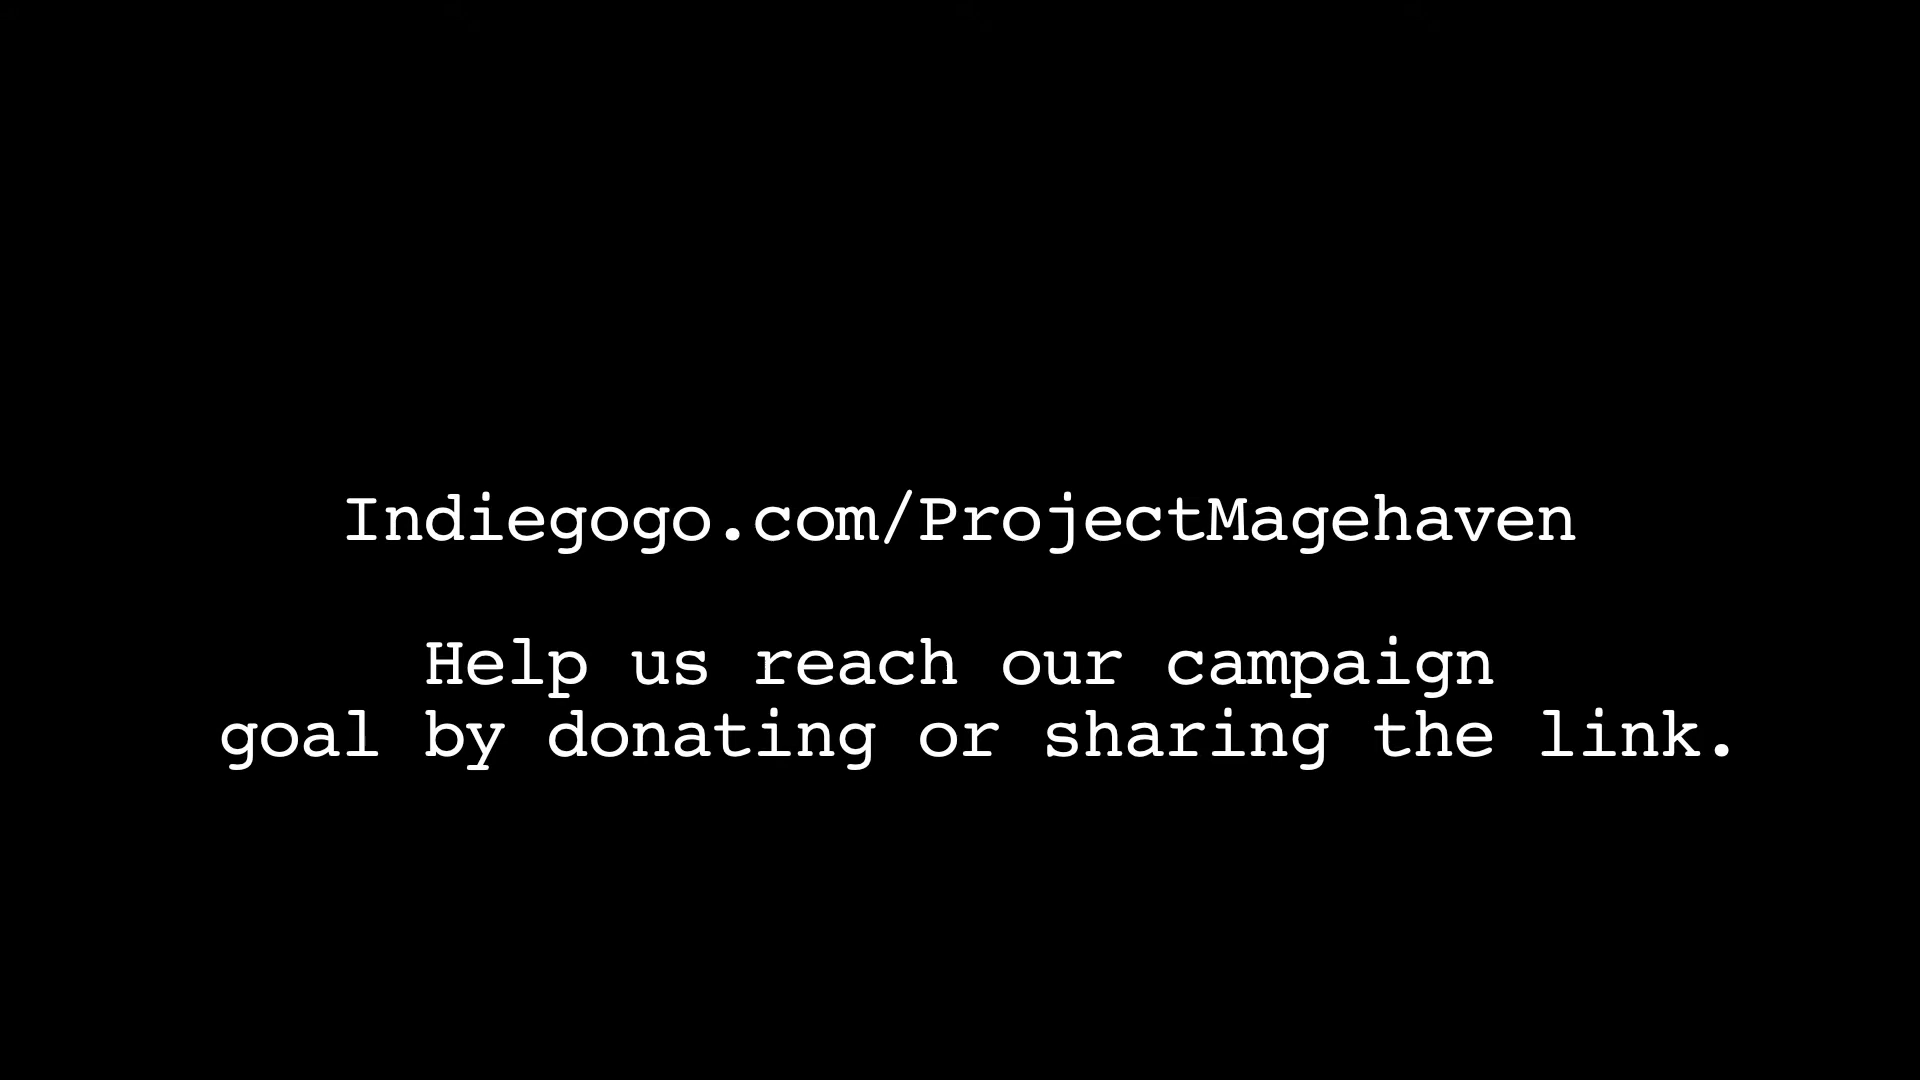 Indiegogo.com/ProjectMagehaven
Help us reach our campaign
goal by donating or sharing the link.